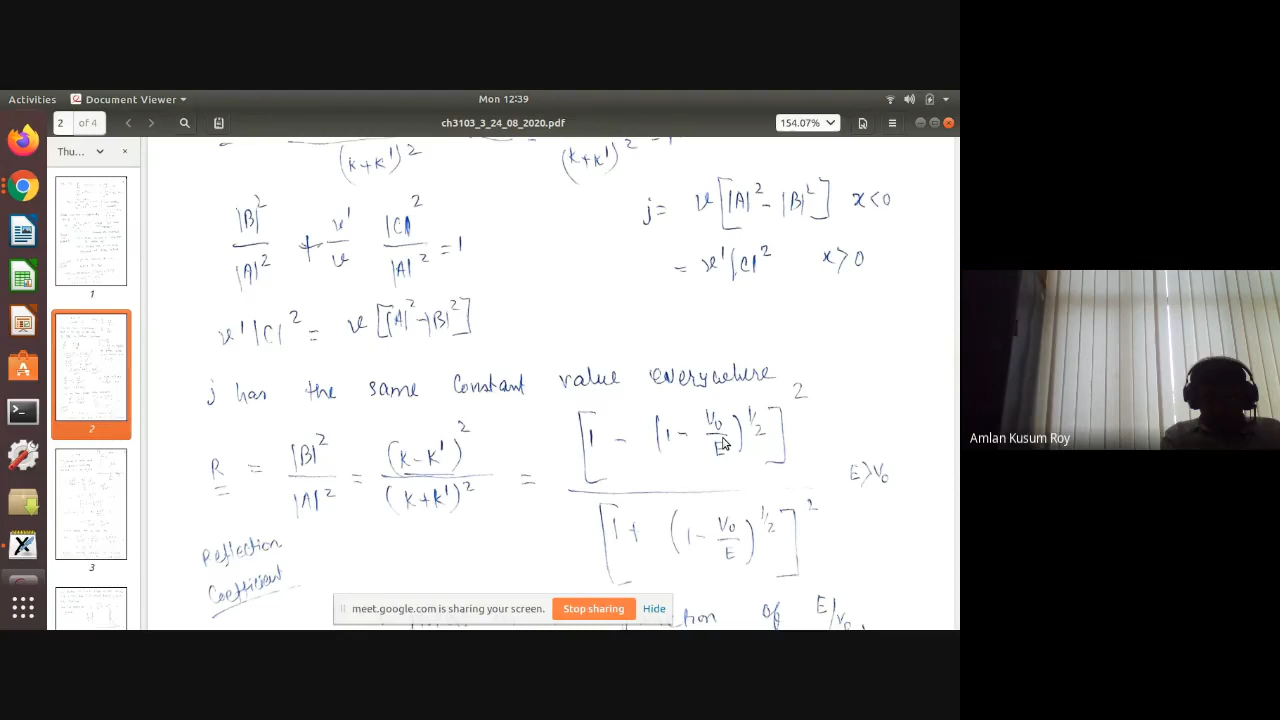 Activities Document Viewer Mon 12:39
2 of 4 ch3103_3_24_08_2020.pdf 154.07%
Thu...
1
2
3
(k+k')² (k+k')²
|B|²/|A|² + v'/v |C|²/|A|² = 1
j = v[|A|² - |B|²] x<0
= v'|C|² x>0
v'|C|² = v[|A|² - |B|²]
j has the same constant value everywhere
R = |B|²/|A|² = (k-k')²/(k+k')² = [1 - (1 - V₀/E)^1/2]²/[1 + (1 - V₀/E)^1/2]² E>V₀
Reflection
Coefficient
meet.google.com is sharing your screen. Stop sharing Hide
of E/V₀.
Amlan Kusum Roy